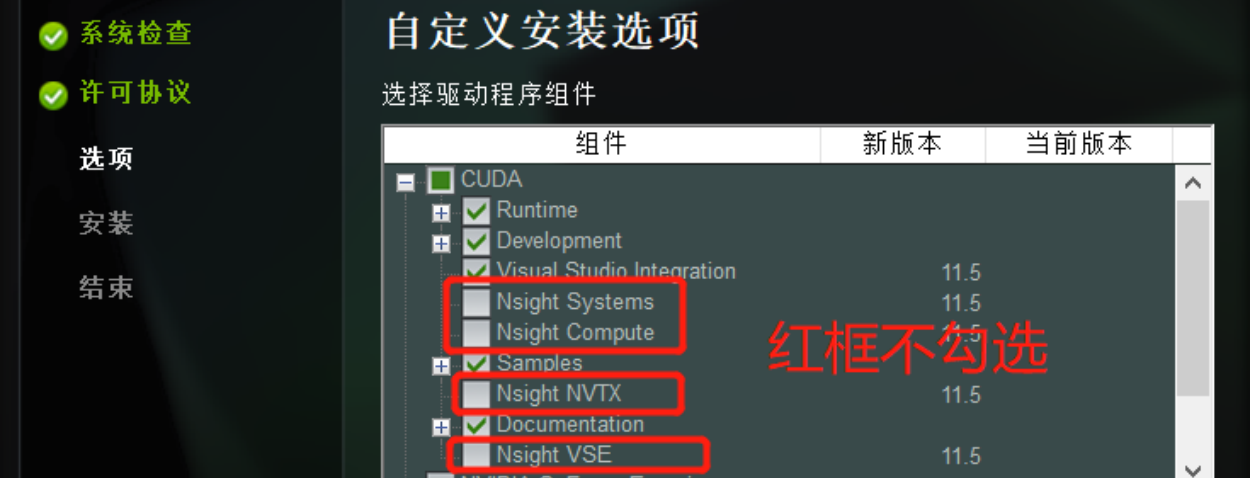 系统检查
许可协议
选项
安装
结束
自定义安装选项
选择驱动程序组件
组件 新版本 当前版本
CUDA
Runtime
Development
Visual Studio Integration 11.5
Nsight Systems 11.5
Nsight Compute 11.5
红框不勾选
Samples
Nsight NVTX 11.5
Documentation
Nsight VSE 11.5